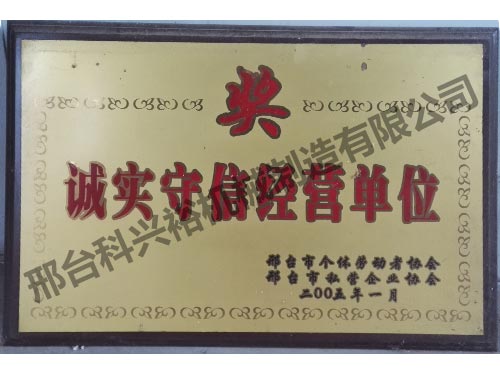 奖
诚实守信经营单位
邢台市个体劳动者协会
邢台市私营企业协会
二00五年一月
邢台科兴裕机械制造有限公司